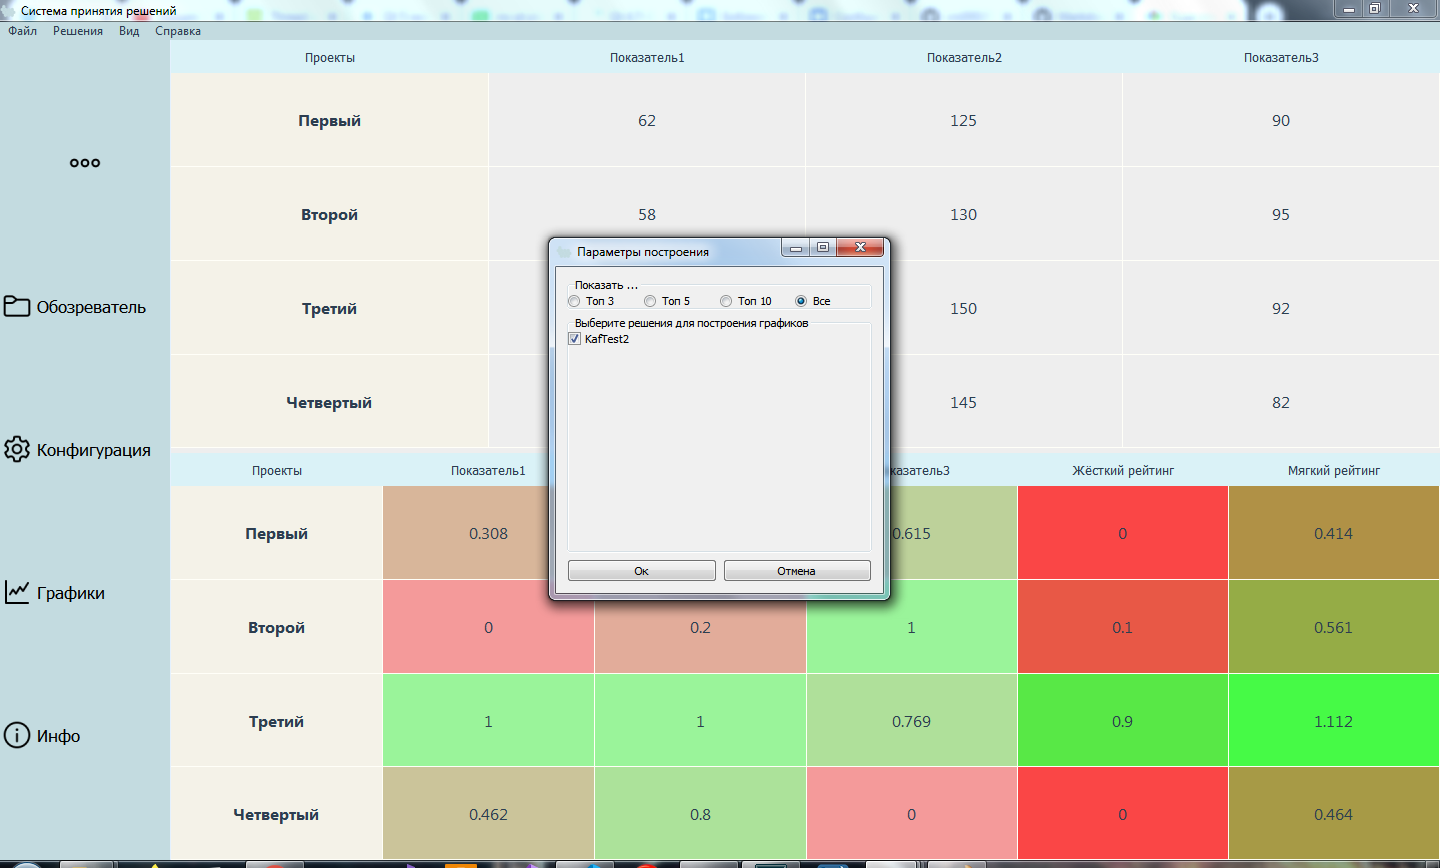 Система принятия решений
Файл Решения Вид Справка
Проекты Показатель1 Показатель2 Показатель3
Первый 62 125 90
Второй 58 130 95
Параметры построения
Показать ...
Топ 3 Топ 5 Топ 10 Все
Выберите решения для построения графиков
KafTest2
Ок Отмена
Третий 150 92
Четвертый 145 82
Обозреватель
Конфигурация
Графики
Инфо
Проекты Показатель1 казатель3 Жёсткий рейтинг Мягкий рейтинг
Первый 0.308 0.615 0 0.414
Второй 0 0.2 1 0.1 0.561
Третий 1 1 0.769 0.9 1.112
Четвертый 0.462 0.8 0 0 0.464